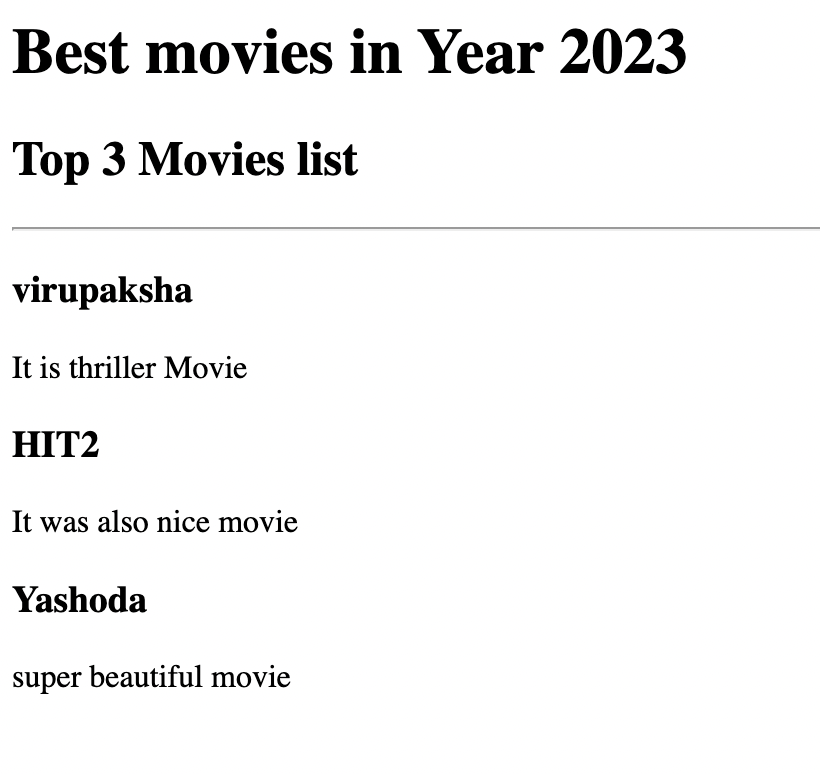 Best movies in Year 2023
Top 3 Movies list
virupaksha
It is thriller Movie
HIT2
It was also nice movie
Yashoda
super beautiful movie